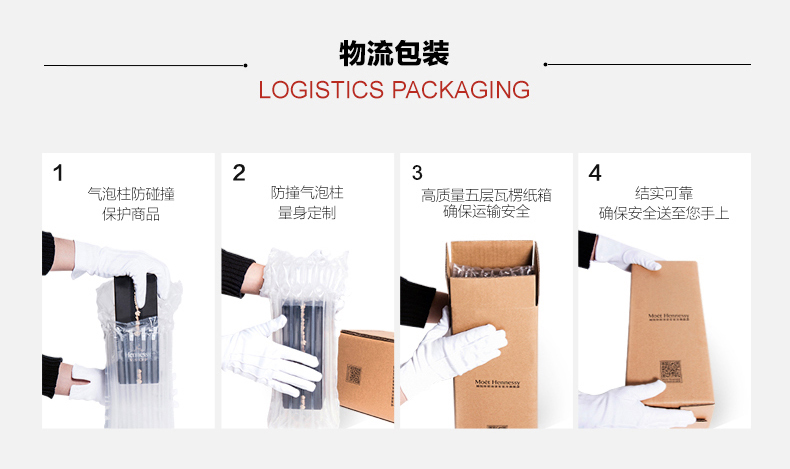 物流包装
LOGISTICS PACKAGING
1
气泡柱防碰撞
保护商品
2
防撞气泡柱
量身定制
3
高质量五层瓦楞纸箱
确保运输安全
4
结实可靠
确保安全送至您手上
Hennessy
Moët Hennessy
Moët Hennessy